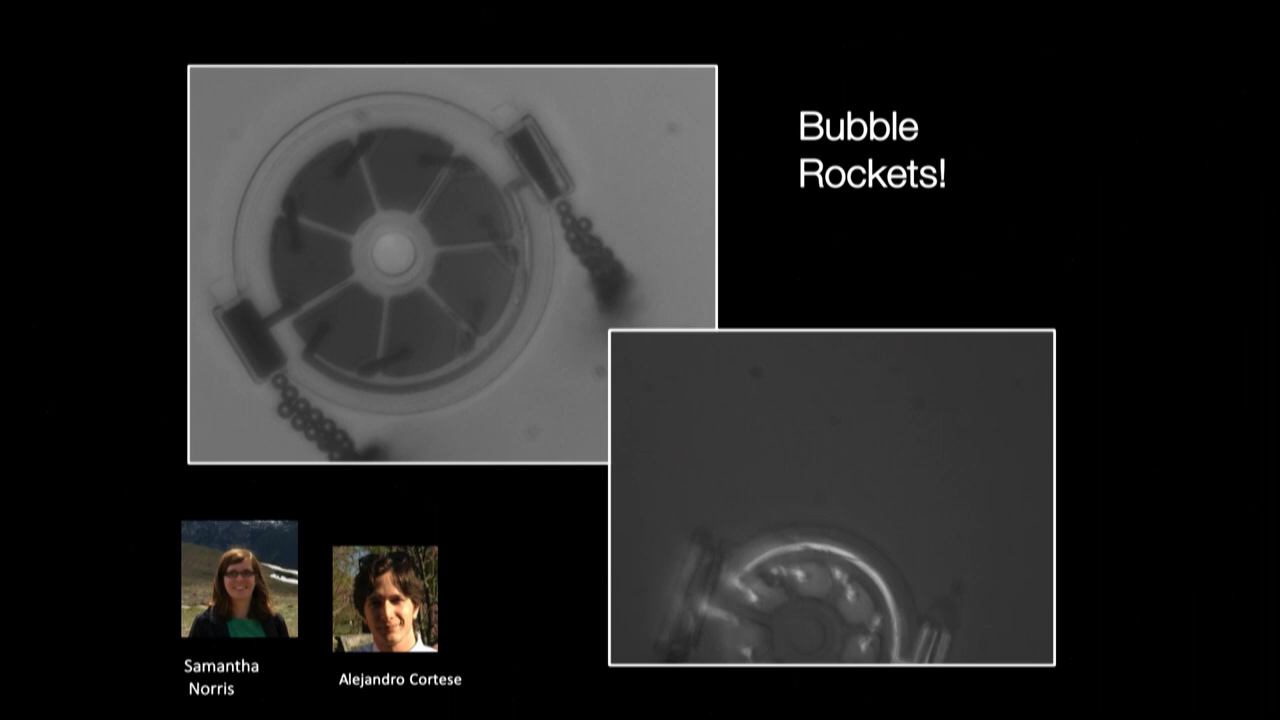 Bubble
Rockets!
Samantha
Norris
Alejandro Cortese